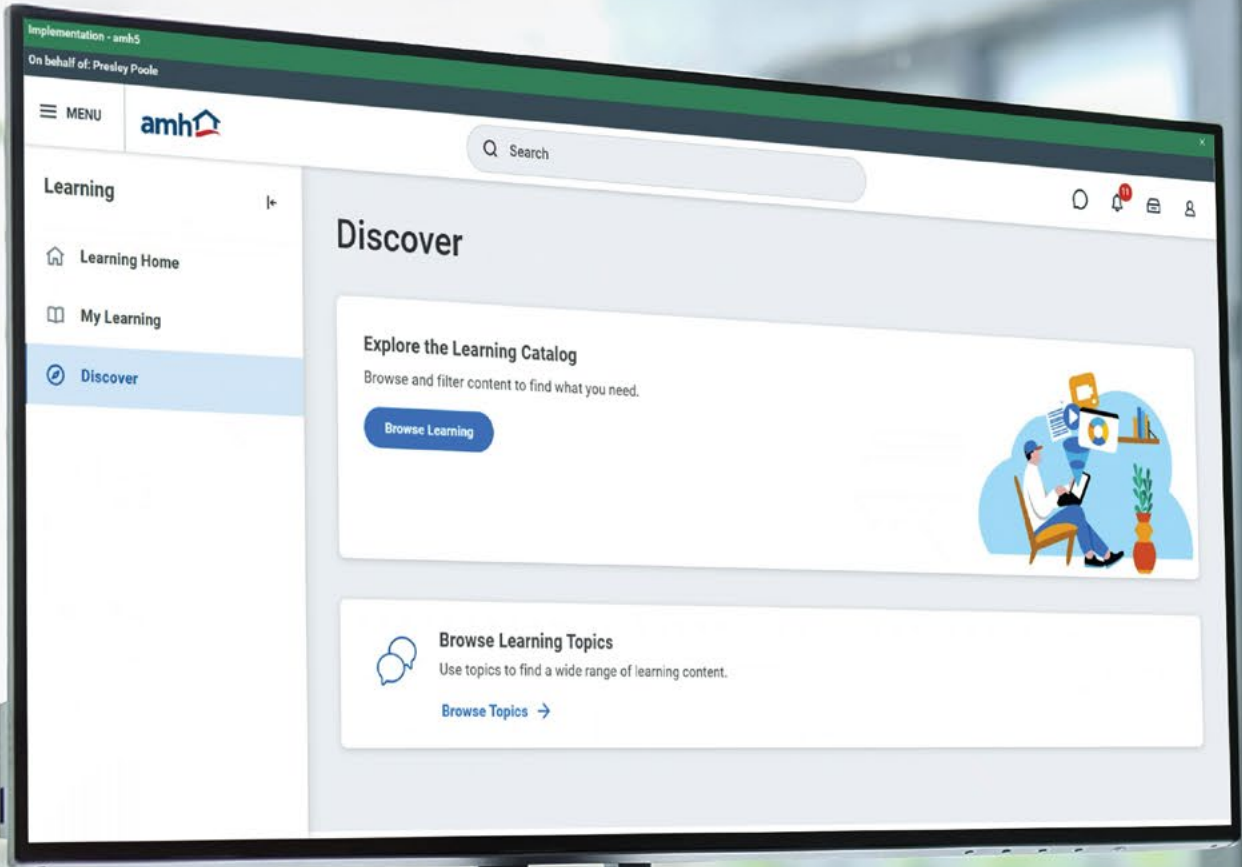 Implementation - amh5
On behalf of: Presley Poole
MENU
amh
Search
11
Learning
Learning Home
My Learning
Discover
Discover
Explore the Learning Catalog
Browse and filter content to find what you need.
Browse Learning
Browse Learning Topics
Use topics to find a wide range of learning content.
Browse Topics